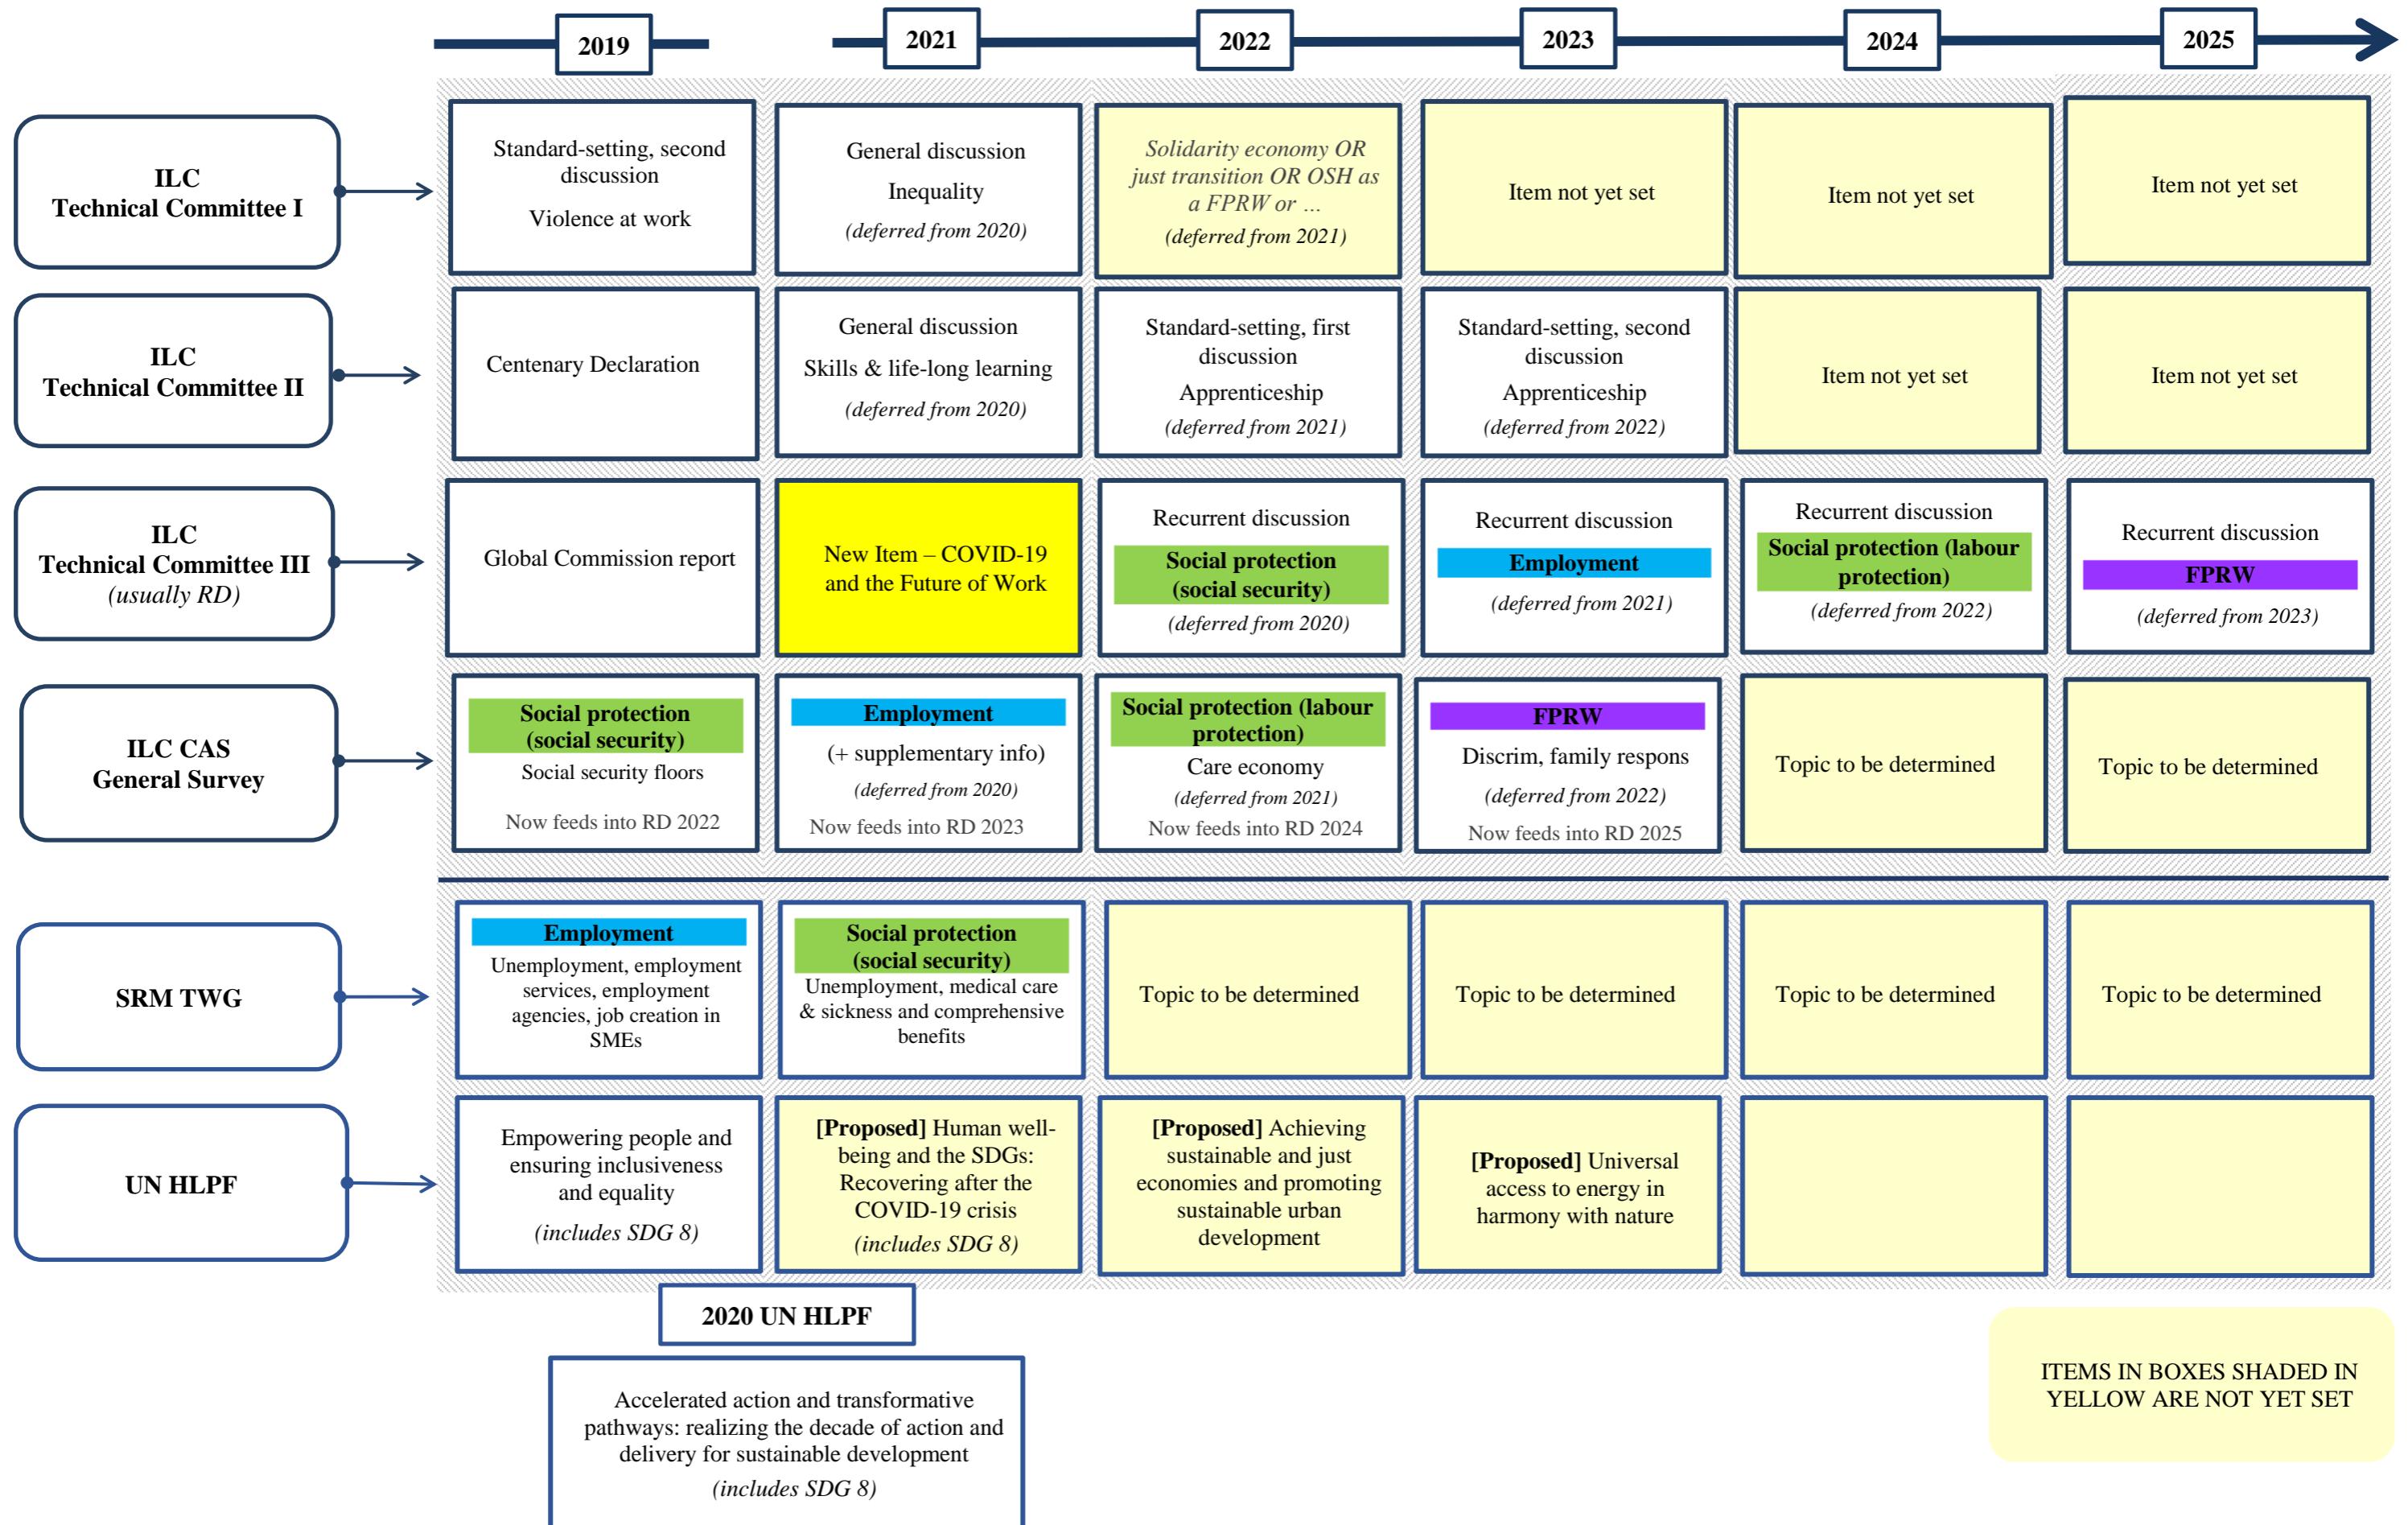 2019
2021
2022
2023
2024
2025
ILC
Technical Committee I
Standard-setting, second
discussion
Violence at work
General discussion
Inequality
(deferred from 2020)
Solidarity economy OR
just transition OR OSH as
a FPRW or …
(deferred from 2021)
Item not yet set
Item not yet set
Item not yet set
ILC
Technical Committee II
Centenary Declaration
General discussion
Skills & life-long learning
(deferred from 2020)
Standard-setting, first
discussion
Apprenticeship
(deferred from 2021)
Standard-setting, second
discussion
Apprenticeship
(deferred from 2022)
Item not yet set
Item not yet set
ILC
Technical Committee III
(usually RD)
Global Commission report
New Item – COVID-19
and the Future of Work
Recurrent discussion
Social protection
(social security)
(deferred from 2020)
Recurrent discussion
Employment
(deferred from 2021)
Recurrent discussion
Social protection (labour
protection)
(deferred from 2022)
Recurrent discussion
FPRW
(deferred from 2023)
ILC CAS
General Survey
Social protection
(social security)
Social security floors
Now feeds into RD 2022
Employment
(+ supplementary info)
(deferred from 2020)
Now feeds into RD 2023
Social protection (labour
protection)
Care economy
(deferred from 2021)
Now feeds into RD 2024
FPRW
Discrim, family respons
(deferred from 2022)
Now feeds into RD 2025
Topic to be determined
Topic to be determined
SRM TWG
Employment
Unemployment, employment
services, employment
agencies, job creation in
SMEs
Social protection
(social security)
Unemployment, medical care
& sickness and comprehensive
benefits
Topic to be determined
Topic to be determined
Topic to be determined
Topic to be determined
UN HLPF
Empowering people and
ensuring inclusiveness
and equality
(includes SDG 8)
[Proposed] Human well-
being and the SDGs:
Recovering after the
COVID-19 crisis
(includes SDG 8)
[Proposed] Achieving
sustainable and just
economies and promoting
sustainable urban
development
[Proposed] Universal
access to energy in
harmony with nature
2020 UN HLPF
Accelerated action and transformative
pathways: realizing the decade of action and
delivery for sustainable development
(includes SDG 8)
ITEMS IN BOXES SHADED IN
YELLOW ARE NOT YET SET